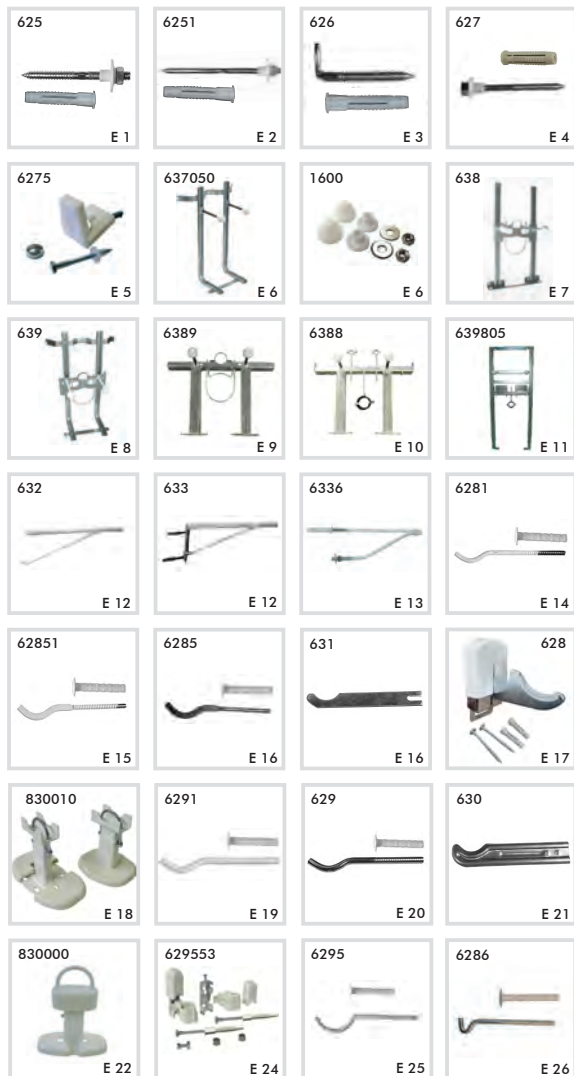 625
E 1
6251
E 2
626
E 3
627
E 4
6275
E 5
637050
E 6
1600
E 6
638
E 7
639
E 8
6389
E 9
6388
E 10
639805
E 11
632
E 12
633
E 12
6336
E 13
6281
E 14
62851
E 15
6285
E 16
631
E 16
628
E 17
830010
E 18
6291
E 19
629
E 20
630
E 21
830000
E 22
629553
E 24
6295
E 25
6286
E 26